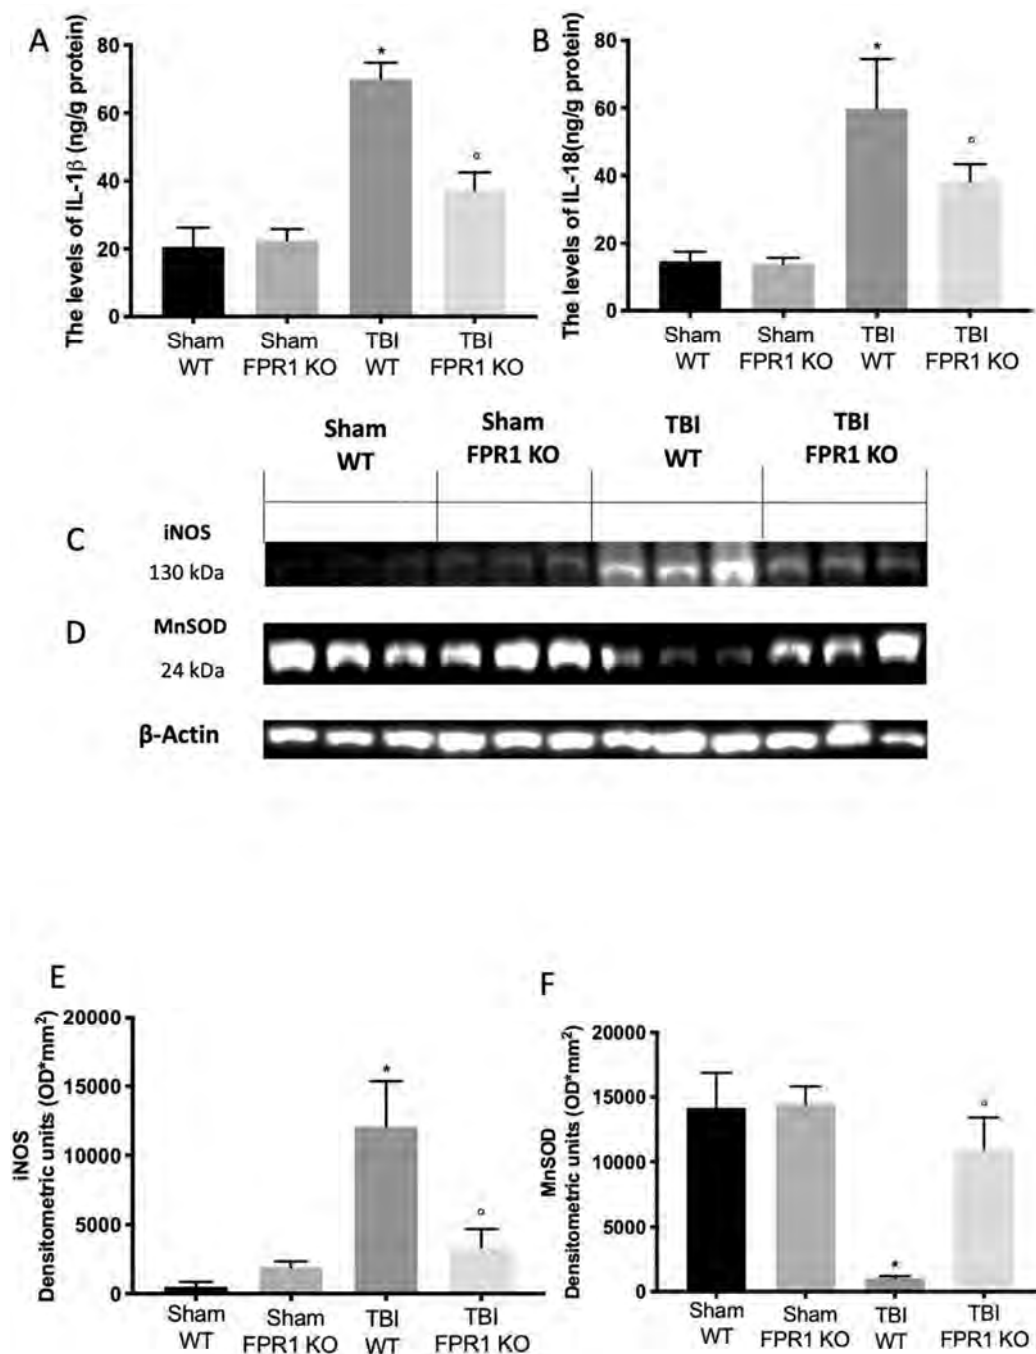 A
The levels of IL-1β (ng/g protein)
80
60
40
20
0
*
°
Sham
WT
Sham
FPR1 KO
TBI
WT
TBI
FPR1 KO
B
The levels of IL-18(ng/g protein)
80
60
40
20
0
*
°
Sham
WT
Sham
FPR1 KO
TBI
WT
TBI
FPR1 KO
Sham
WT
Sham
FPR1 KO
TBI
WT
TBI
FPR1 KO
C
iNOS
130 kDa
D
MnSOD
24 kDa
β-Actin
E
iNOS
Densitometric units (OD*mm²)
20000
15000
10000
5000
0
*
°
Sham
WT
Sham
FPR1 KO
TBI
WT
TBI
FPR1 KO
F
MnSOD
Densitometric units (OD*mm²)
20000
15000
10000
5000
0
*
°
Sham
WT
Sham
FPR1 KO
TBI
WT
TBI
FPR1 KO